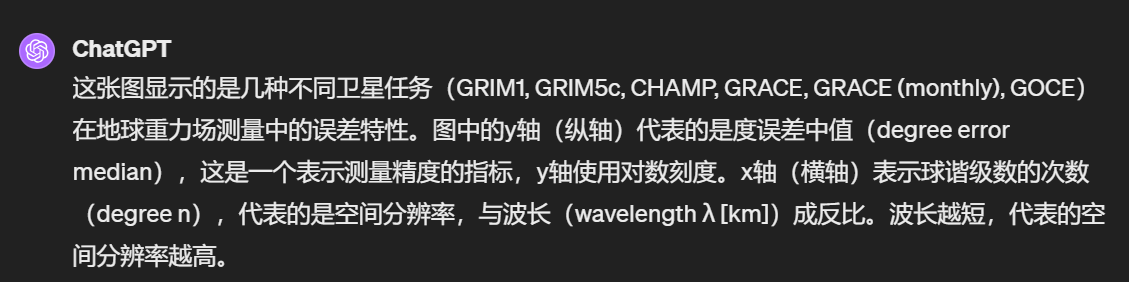 ChatGPT
这张图显示的是几种不同卫星任务（GRIM1, GRIM5c, CHAMP, GRACE, GRACE (monthly), GOCE）
在地球重力场测量中的误差特性。图中的y轴（纵轴）代表的是度误差中值（degree error
median），这是一个表示测量精度的指标，y轴使用对数刻度。x轴（横轴）表示球谐级数的次数
（degree n），代表的是空间分辨率，与波长（wavelength λ [km]）成反比。波长越短，代表的空
间分辨率越高。